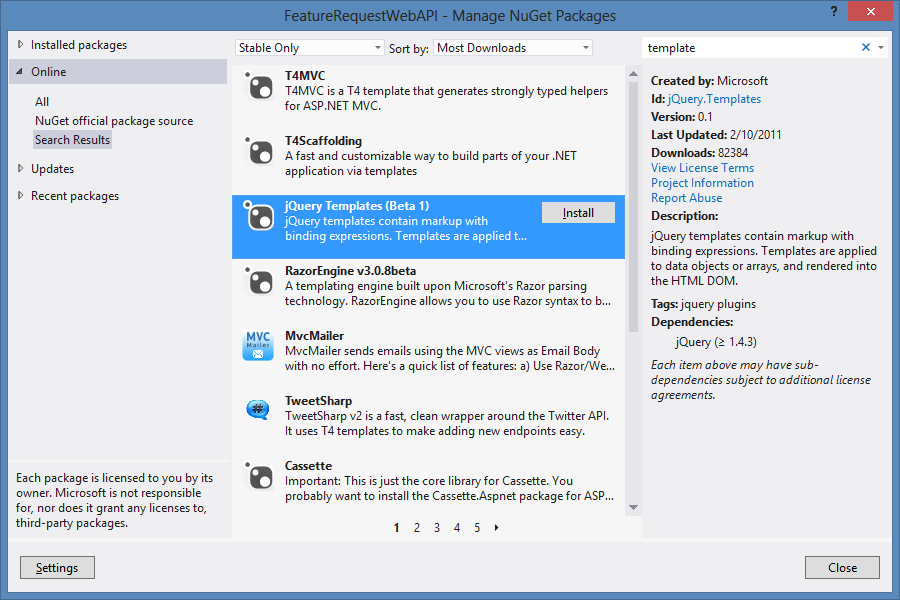 FeatureRequestWebAPI - Manage NuGet Packages
?
Installed packages
Online
All
NuGet official package source
Search Results
Updates
Recent packages
Each package is licensed to you by its
owner. Microsoft is not responsible
for, nor does it grant any licenses to,
third-party packages.
Settings
Stable Only
Sort by:
Most Downloads
T4MVC
T4MVC is a T4 template that generates strongly typed helpers
for ASP.NET MVC.
T4Scaffolding
A fast and customizable way to build parts of your .NET
application via templates
jQuery Templates (Beta 1)
jQuery templates contain markup with
binding expressions. Templates are applied t...
Install
RazorEngine v3.0.8beta
A templating engine built upon Microsoft's Razor parsing
technology. RazorEngine allows you to use Razor syntax to b...
MVC
Mailer
MvcMailer
MvcMailer sends emails using the MVC views as Email Body
with no effort. Here's a quick list of features: a) Use Razor/We...
#
TweetSharp
TweetSharp v2 is a fast, clean wrapper around the Twitter API.
It uses T4 templates to make adding new endpoints easy.
Cassette
Important: This is just the core library for Cassette. You
probably want to install the Cassette.Aspnet package for ASP...
1 2 3 4 5
template
Created by: Microsoft
Id: jQuery.Templates
Version: 0.1
Last Updated: 2/10/2011
Downloads: 82384
View License Terms
Project Information
Report Abuse
Description:
jQuery templates contain markup with
binding expressions. Templates are applied
to data objects or arrays, and rendered into
the HTML DOM.
Tags: jquery plugins
Dependencies:
jQuery (≥ 1.4.3)
Each item above may have sub-
dependencies subject to additional license
agreements.
Close